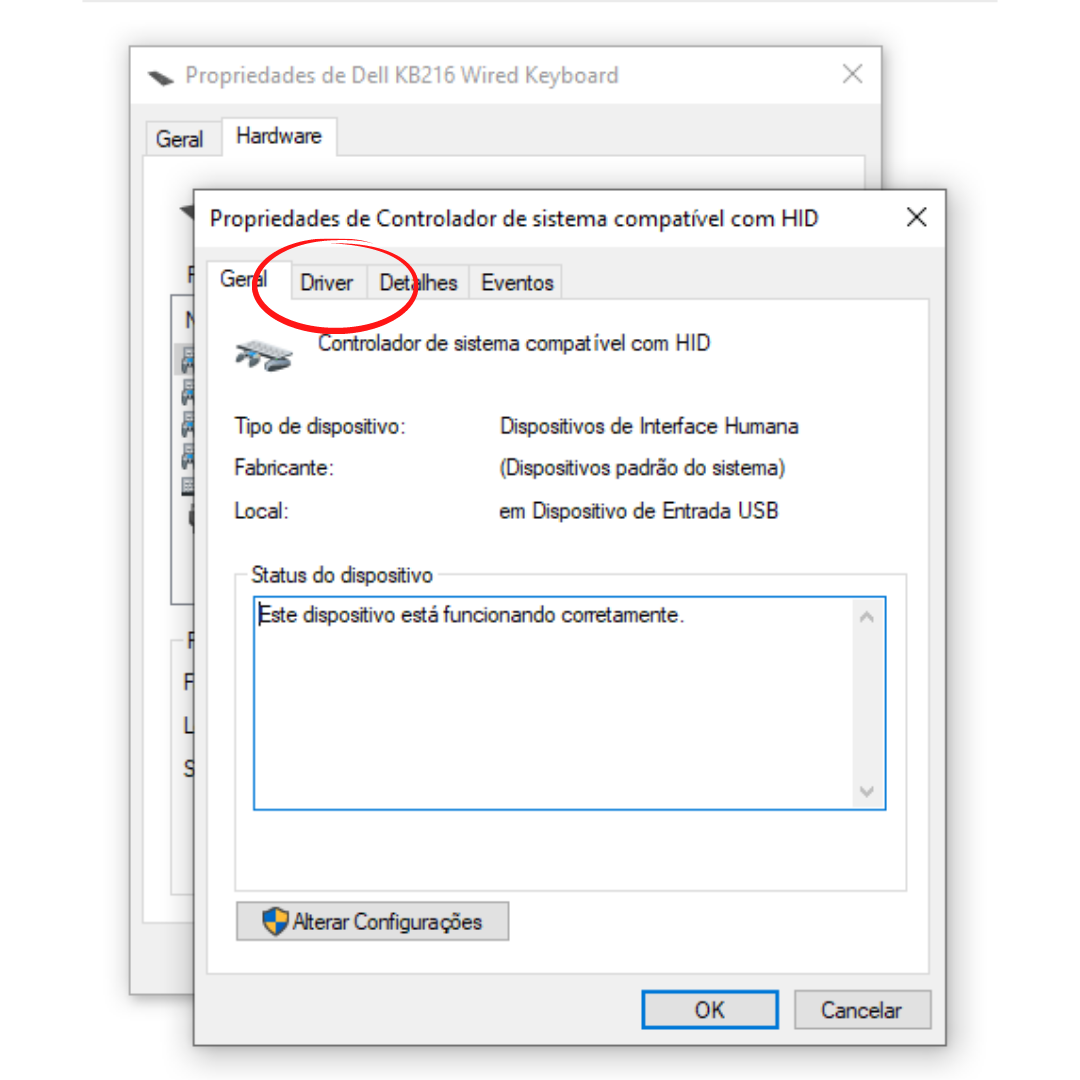 Propriedades de Dell KB216 Wired Keyboard
Geral Hardware
Propriedades de Controlador de sistema compatível com HID
Geral Driver Detalhes Eventos
Controlador de sistema compatível com HID
Tipo de dispositivo: Dispositivos de Interface Humana
Fabricante: (Dispositivos padrão do sistema)
Local: em Dispositivo de Entrada USB
Status do dispositivo
Este dispositivo está funcionando corretamente.
Alterar Configurações
OK Cancelar